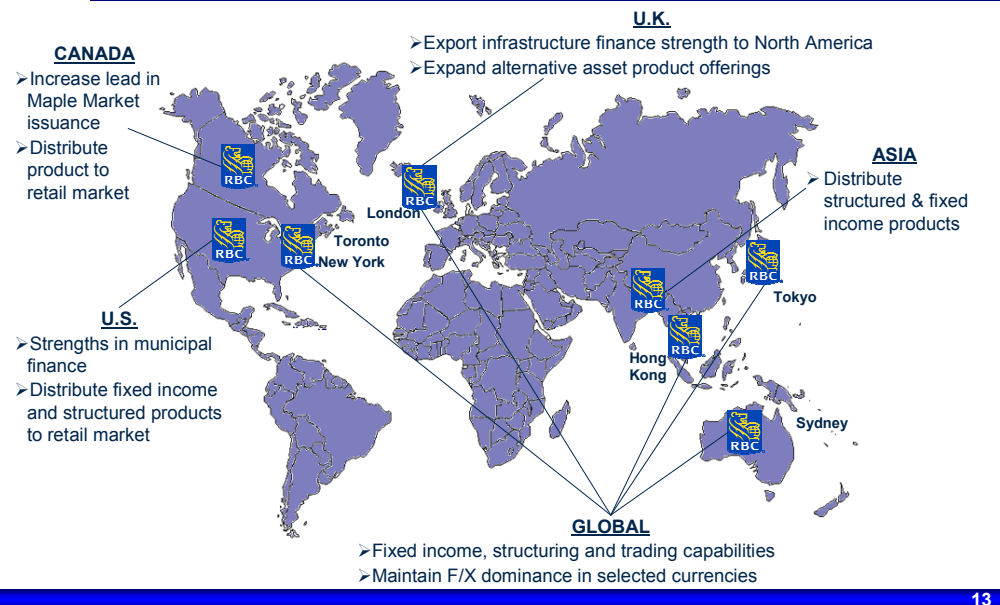 U.K.
➢Export infrastructure finance strength to North America
➢Expand alternative asset product offerings
CANADA
➢Increase lead in
Maple Market
issuance
➢Distribute
product to
retail market
RBC
RBC
London
ASIA
➢Distribute
structured & fixed
income products
RBC
RBC
Toronto
New York
RBC
Tokyo
RBC
RBC
Hong
Kong
U.S.
➢Strengths in municipal
finance
➢Distribute fixed income
and structured products
to retail market
RBC
Sydney
GLOBAL
➢Fixed income, structuring and trading capabilities
➢Maintain F/X dominance in selected currencies
13